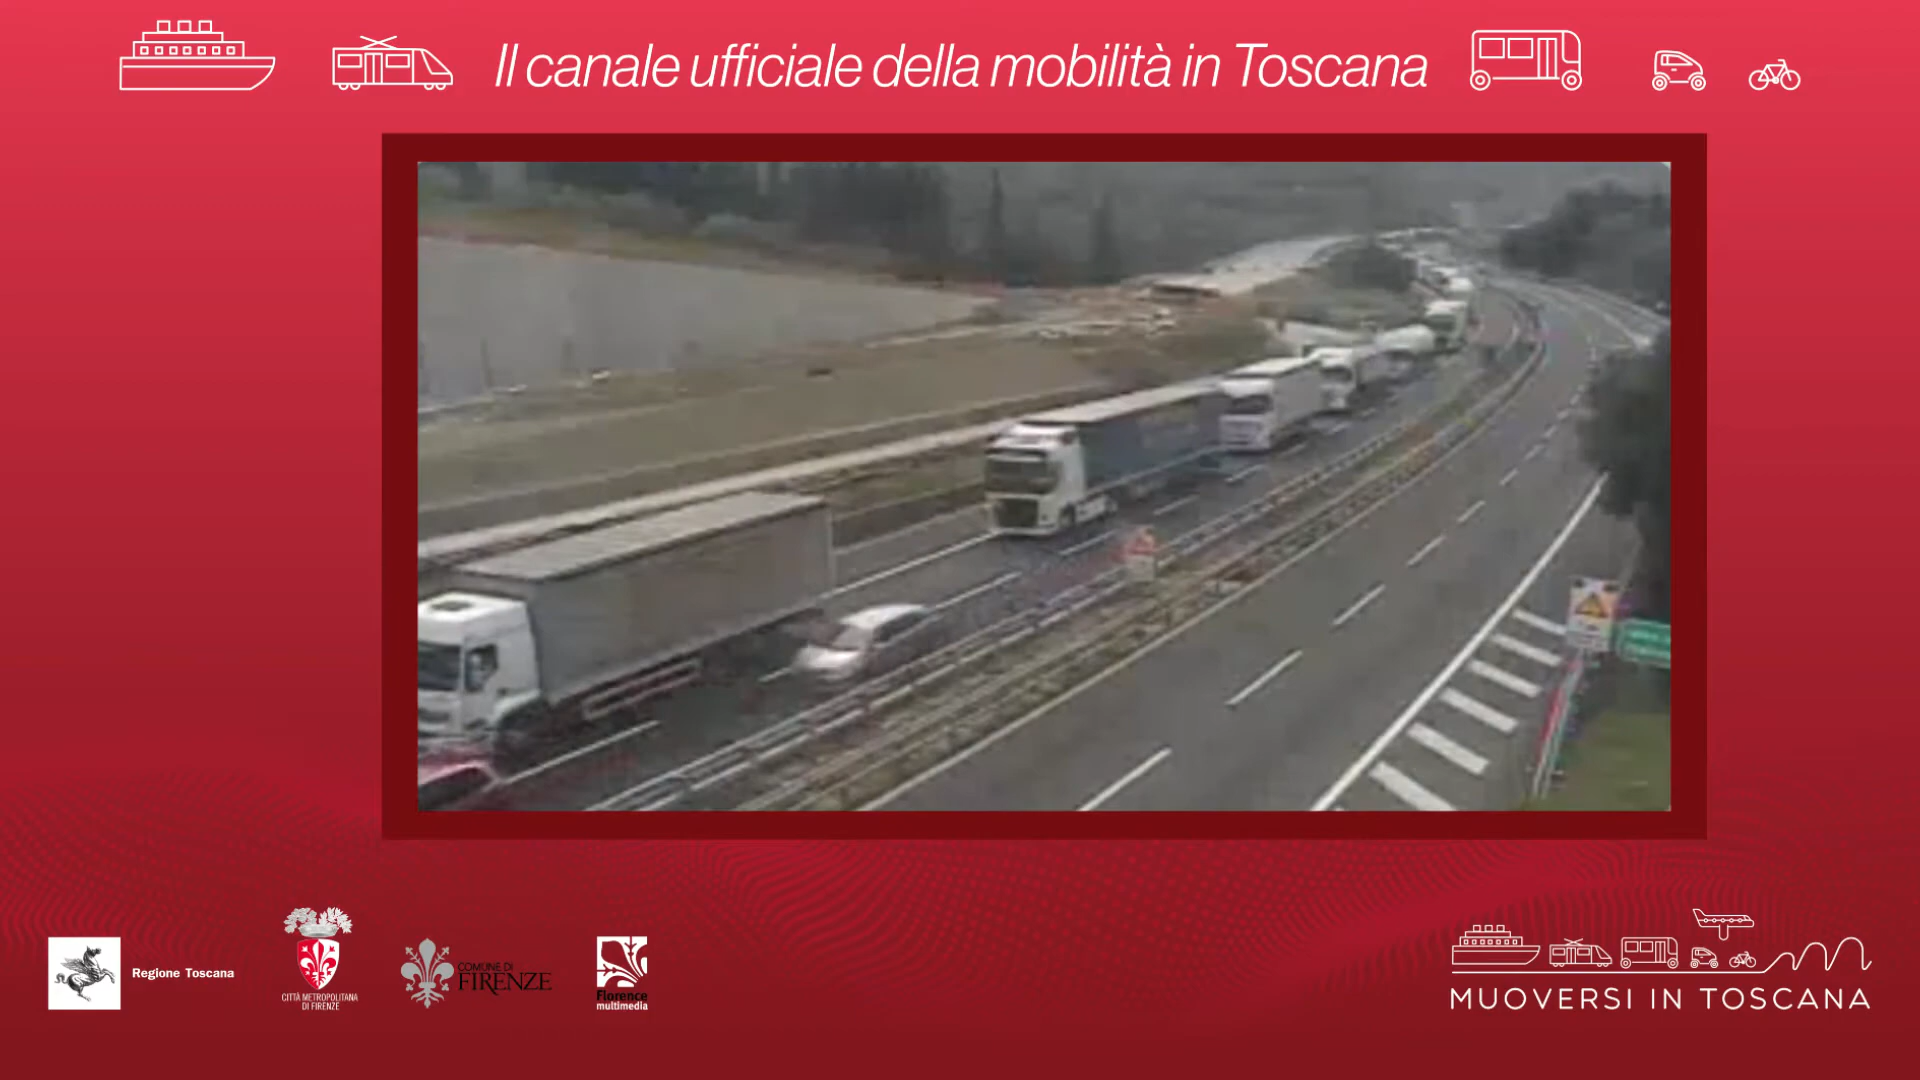 Il canale ufficiale della mobilità in Toscana
Regione Toscana
CITTÀ METROPOLITANA
DI FIRENZE
COMUNE DI
FIRENZE
Florence
multimedia
MUOVERSI IN TOSCANA